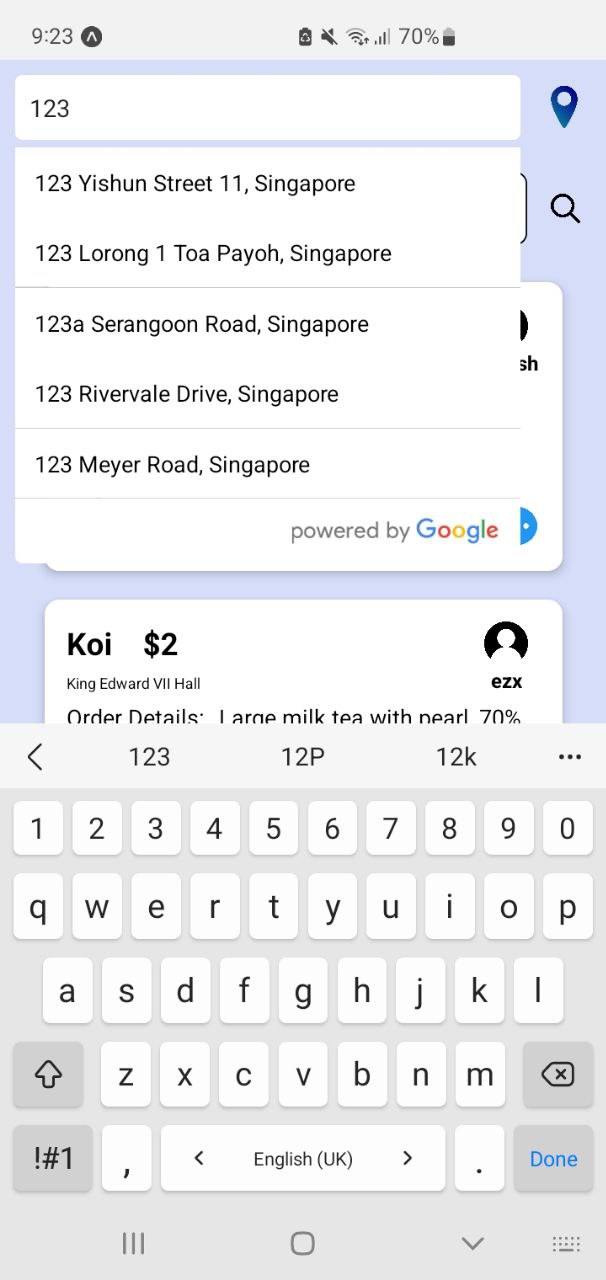 9:23 70%
123
123 Yishun Street 11, Singapore
123 Lorong 1 Toa Payoh, Singapore
123a Serangoon Road, Singapore
sh
123 Rivervale Drive, Singapore
123 Meyer Road, Singapore
powered by Google
Koi $2
King Edward VII Hall
ezx
Order Details: Large milk tea with pearl 70%
123 12P 12k
1 2 3 4 5 6 7 8 9 0
q w e r t y u i o p
a s d f g h j k l
z x c v b n m
!#1 , < English (UK) > . Done